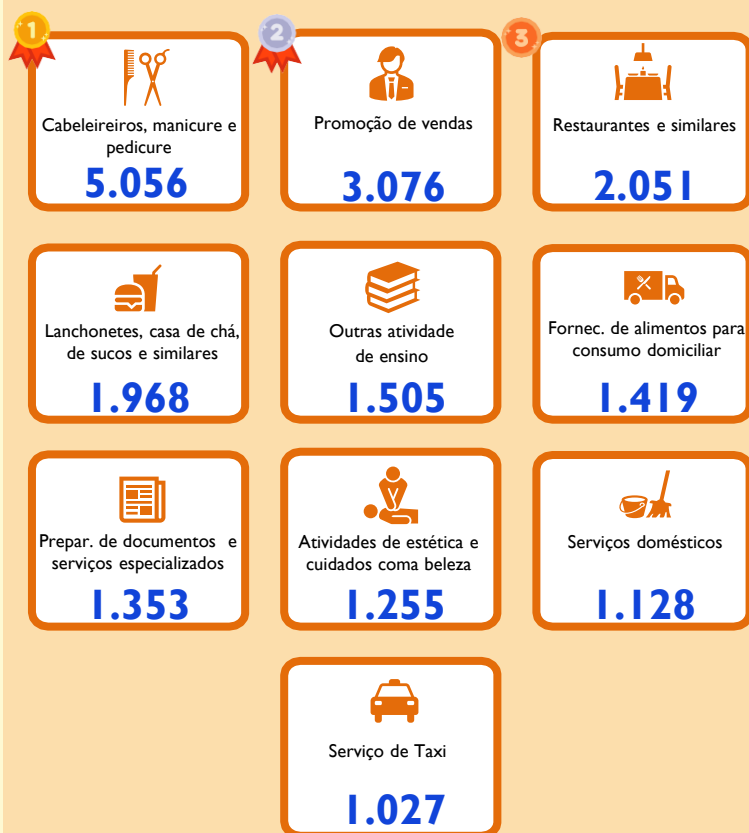 1
2
3
Cabeleireiros, manicure e
pedicure
5.056
Promoção de vendas
3.076
Restaurantes e similares
2.051
Lanchonetes, casa de chá,
de sucos e similares
1.968
Outras atividade
de ensino
1.505
Fornec. de alimentos para
consumo domiciliar
1.419
Prepar. de documentos e
serviços especializados
1.353
Atividades de estética e
cuidados coma beleza
1.255
Serviços domésticos
1.128
Serviço de Taxi
1.027